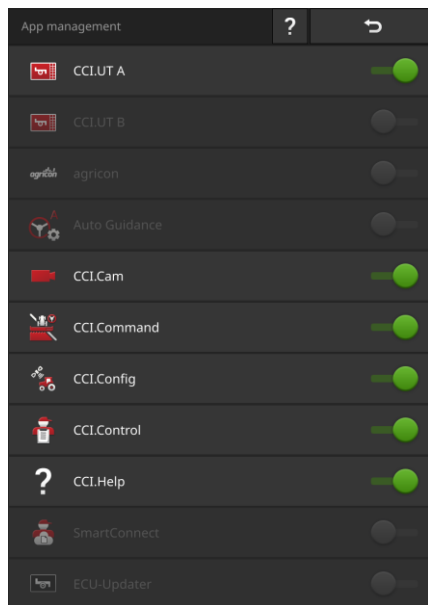 App management ?
CCI.UT A
CCI.UT B
agricon agricon
Auto Guidance
CCI.Cam
CCI.Command
CCI.Config
CCI.Control
? CCI.Help
SmartConnect
ECU-Updater